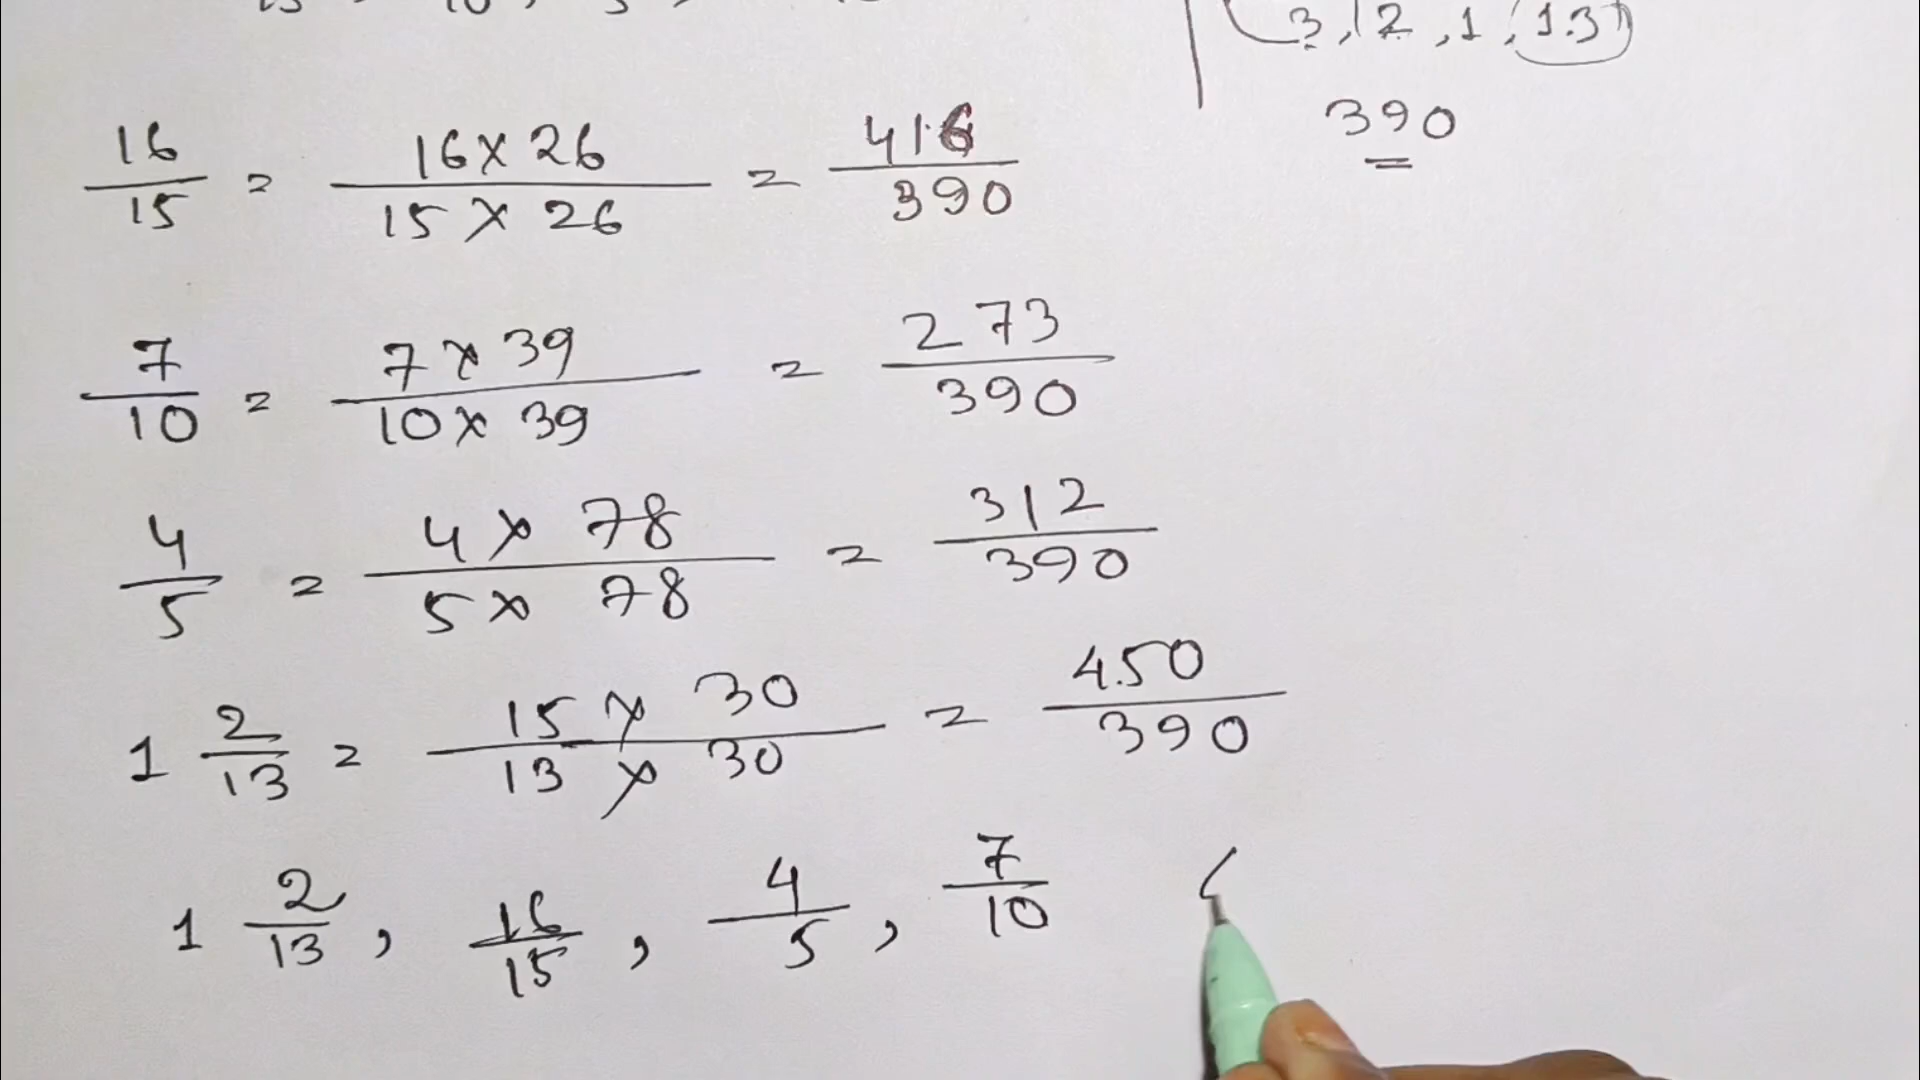 3, 2, 1, 13
390
16/15 = 16 × 26 / 15 × 26 = 416/390
7/10 = 7 × 39 / 10 × 39 = 273/390
4/5 = 4 × 78 / 5 × 78 = 312/390
1 2/13 = 15 × 30 / 13 × 30 = 450/390
1 2/13 , 16/15 , 4/5 , 7/10 (